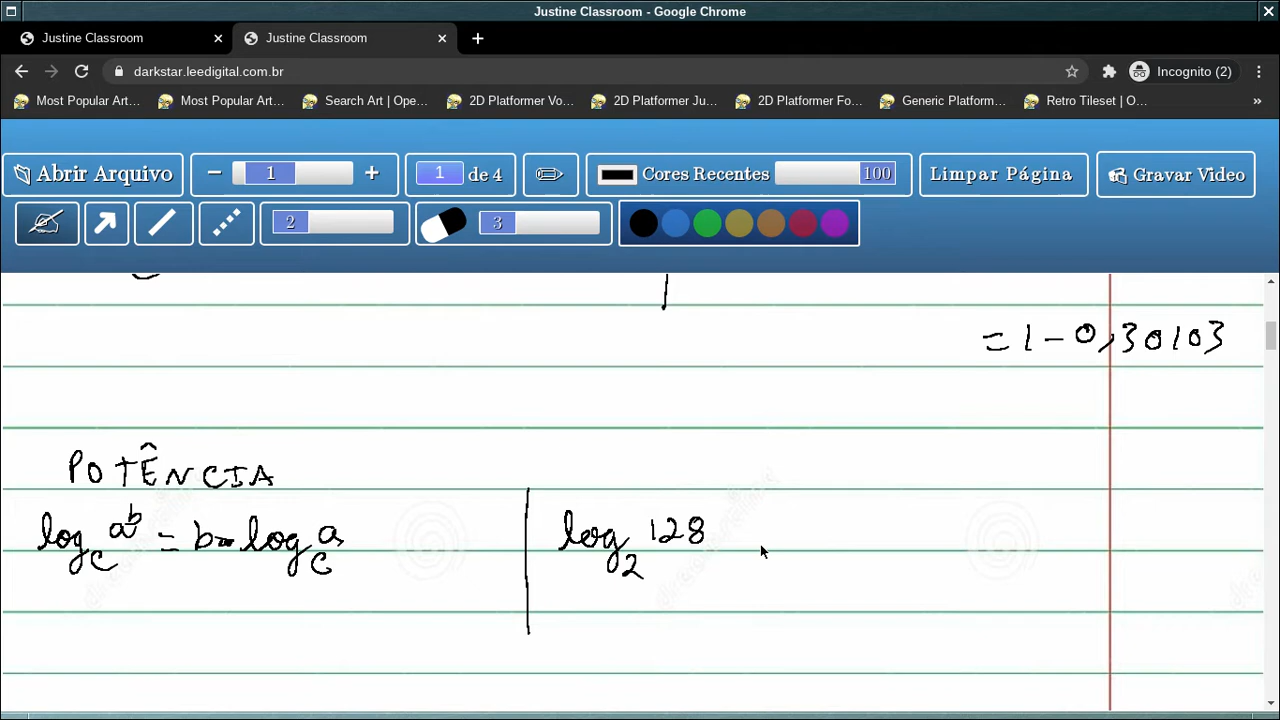 Justine Classroom - Google Chrome
Justine Classroom Justine Classroom
darkstar.leedigital.com.br Incognito (2)
Most Popular Art... Most Popular Art... Search Art | Ope... 2D Platformer Vo... 2D Platformer Ju... 2D Platformer Fo... Generic Platform... Retro Tileset | O... »
Abrir Arquivo − 1 + 1 de 4 Cores Recentes 100 Limpar Página Gravar Video
2 3
= 1 - 0,30103
POTÊNCIA
log_c a^b = b • log_c a log_2 128